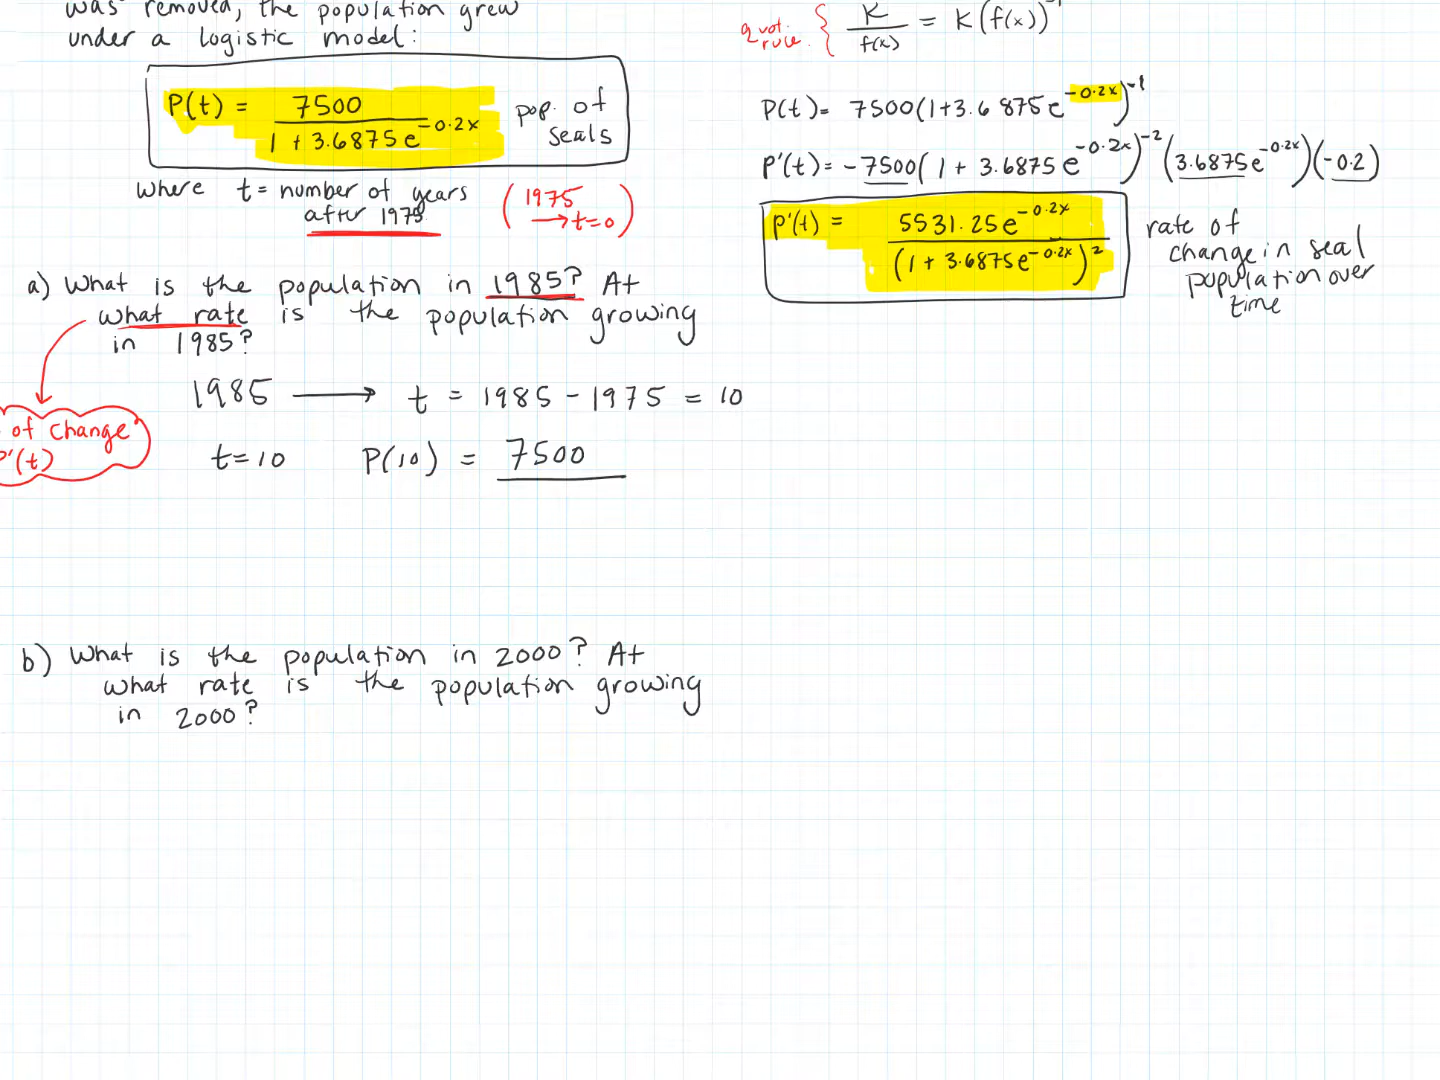 was removed, the population grew
under a logistic model:
P(t) = 7500 / 1 + 3.6875e^-0.2x pop. of seals
where t = number of years
after 1975 (1975 → t=0)
a) What is the population in 1985? At
what rate is the population growing
in 1985?
1985 → t = 1985 - 1975 = 10
of change
P'(t)
t=10 P(10) = 7500
b) What is the population in 2000? At
what rate is the population growing
in 2000?
quot. rule { K / f(x) = K(f(x))^-1
P(t) = 7500(1+3.6875e^-0.2x)^-1
P'(t) = -7500(1 + 3.6875e^-0.2x)^-2 (3.6875e^-0.2x)(-0.2)
P'(t) = 5531.25e^-0.2x / (1 + 3.6875e^-0.2x)^2
rate of
change in seal
population over
time